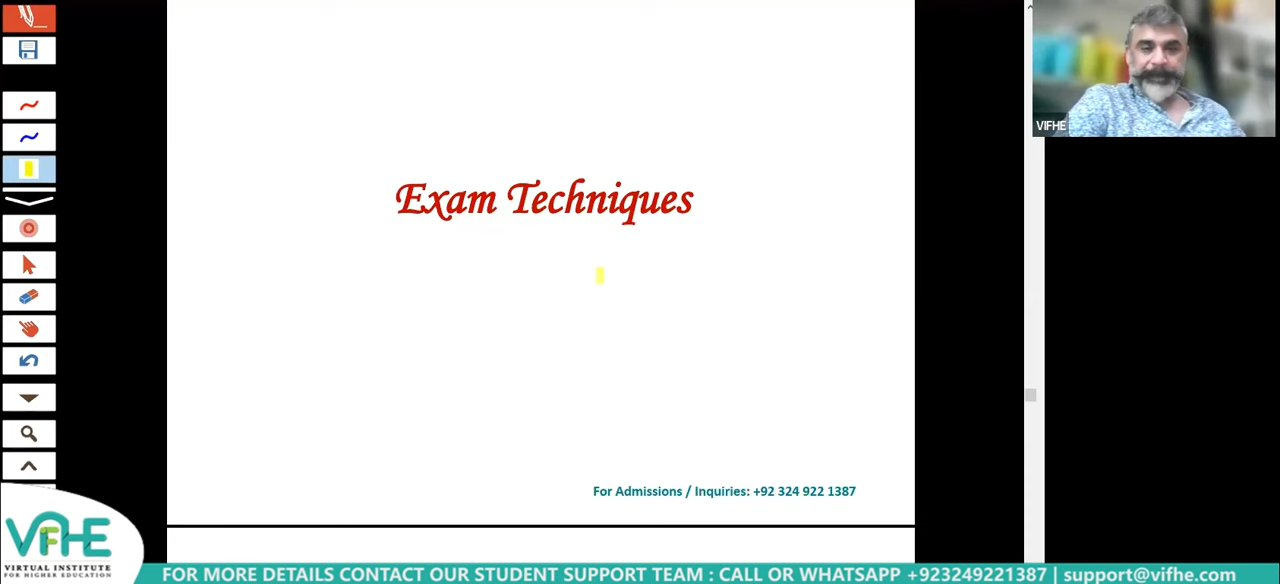 VIFHE
Exam Techniques
For Admissions / Inquiries: +92 324 922 1387
VIFHE
VIRTUAL INSTITUTE
FOR HIGHER EDUCATION
FOR MORE DETAILS CONTACT OUR STUDENT SUPPORT TEAM : CALL OR WHATSAPP +923249221387 | support@vifhe.com